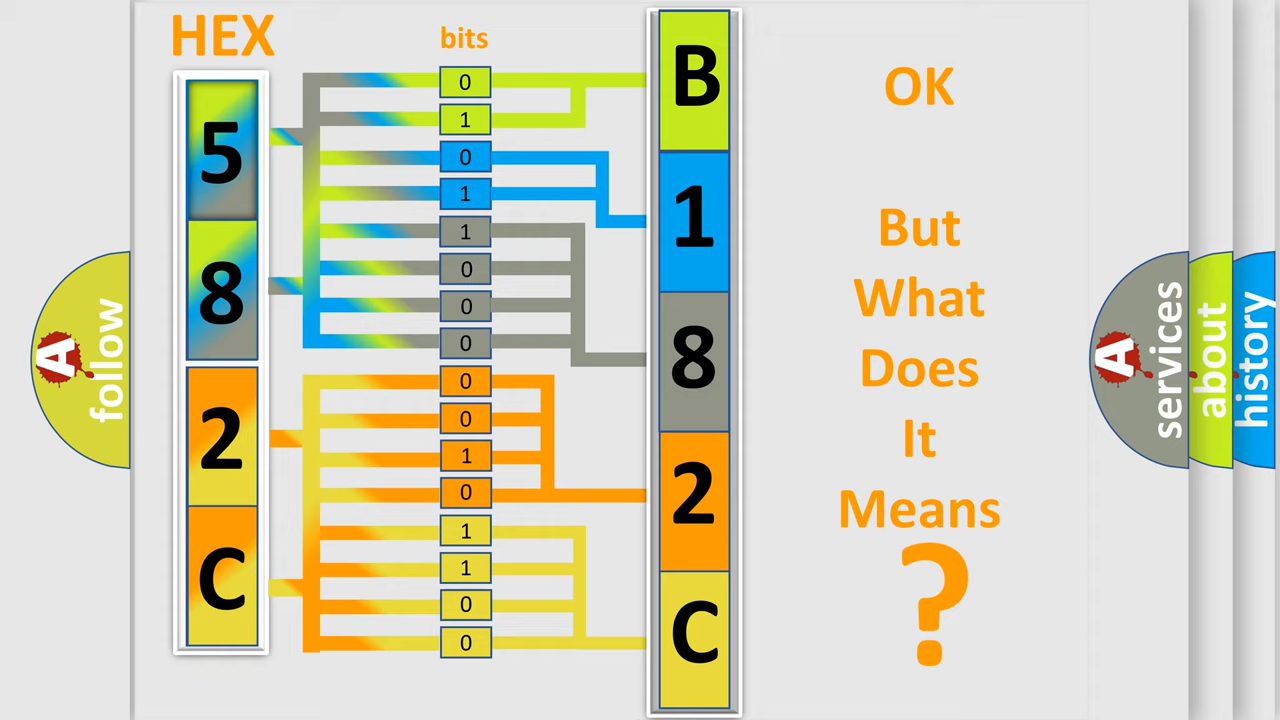 HEX
bits
5
8
2
C
0
1
0
1
1
0
0
0
0
0
1
0
1
1
0
0
B
1
8
2
C
OK
But
What
Does
It
Means
?
A
follow
A
services
about
history